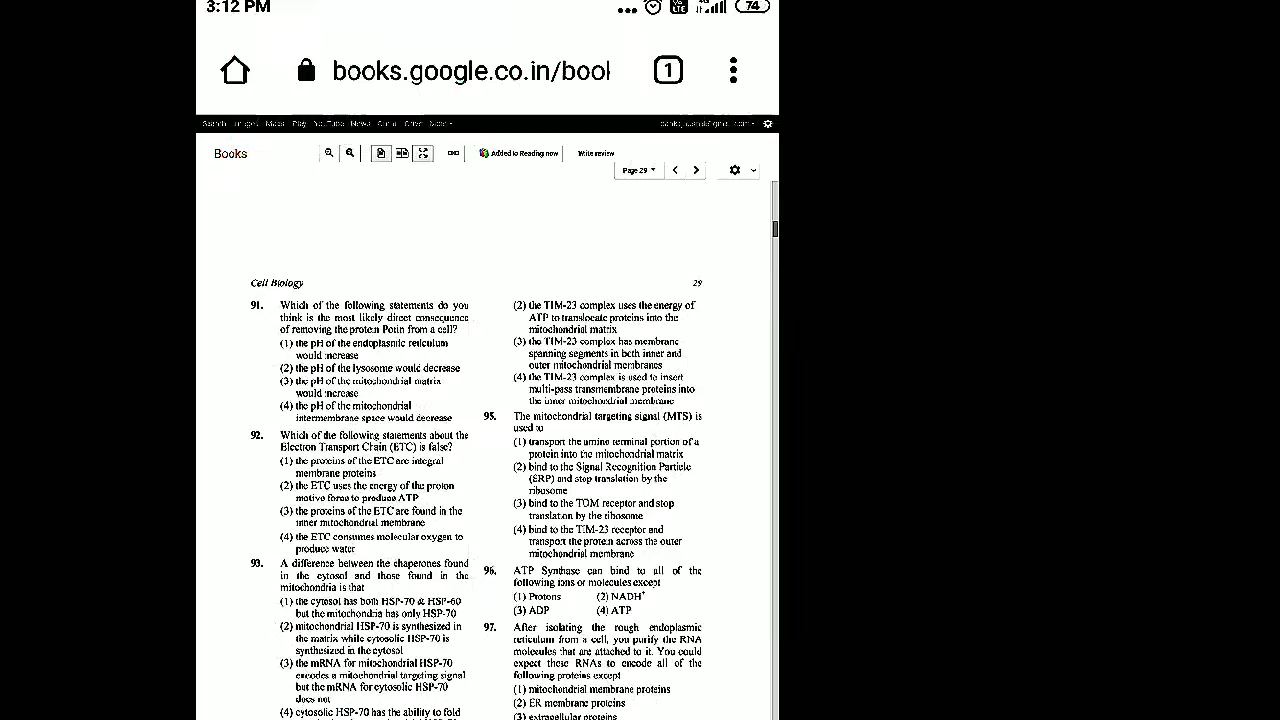 3:12 PM
74
books.google.co.in/bool
1
Search Images Maps Play YouTube News Gmail Drive More
Books
Added to Reading now
Write review
Page 29
Cell Biology
29
91. Which of the following statements do you
think is the most likely direct consequence
of removing the protein Porin from a cell?
(1) the pH of the endoplasmic reticulum
would increase
(2) the pH of the lysosome would decrease
(3) the pH of the mitochondrial matrix
would increase
(4) the pH of the mitochondrial
intermembrane space would decrease
92. Which of the following statements about the
Electron Transport Chain (ETC) is false?
(1) the proteins of the ETC are integral
membrane proteins
(2) the ETC uses the energy of the proton
motive force to produce ATP
(3) the proteins of the ETC are found in the
inner mitochondrial membrane
(4) the ETC consumes molecular oxygen to
produce water
93. A difference between the chaperones found
in the cytosol and those found in the
mitochondria is that
(1) the cytosol has both HSP-70 & HSP-60
but the mitochondria has only HSP-70
(2) mitochondrial HSP-70 is synthesized in
the matrix while cytosolic HSP-70 is
synthesized in the cytosol
(3) the mRNA for mitochondrial HSP-70
encodes a mitochondrial targeting signal
but the mRNA for cytosolic HSP-70
does not
(4) cytosolic HSP-70 has the ability to fold
(2) the TIM-23 complex uses the energy of
ATP to translocate proteins into the
mitochondrial matrix
(3) the TIM-23 complex has membrane
spanning segments in both inner and
outer mitochondrial membranes
(4) the TIM-23 complex is used to insert
multi-pass transmembrane proteins into
the inner mitochondrial membrane
95. The mitochondrial targeting signal (MTS) is
used to
(1) transport the amino terminal portion of a
protein into the mitochondrial matrix
(2) bind to the Signal Recognition Particle
(SRP) and stop translation by the
ribosome
(3) bind to the TOM receptor and stop
translation by the ribosome
(4) bind to the TIM-23 receptor and
transport the protein across the outer
mitochondrial membrane
96. ATP Synthase can bind to all of the
following ions or molecules except
(1) Protons (2) NADH⁺
(3) ADP (4) ATP
97. After isolating the rough endoplasmic
reticulum from a cell, you purify the RNA
molecules that are attached to it. You could
expect these RNAs to encode all of the
following proteins except
(1) mitochondrial membrane proteins
(2) ER membrane proteins
(3) extracellular proteins